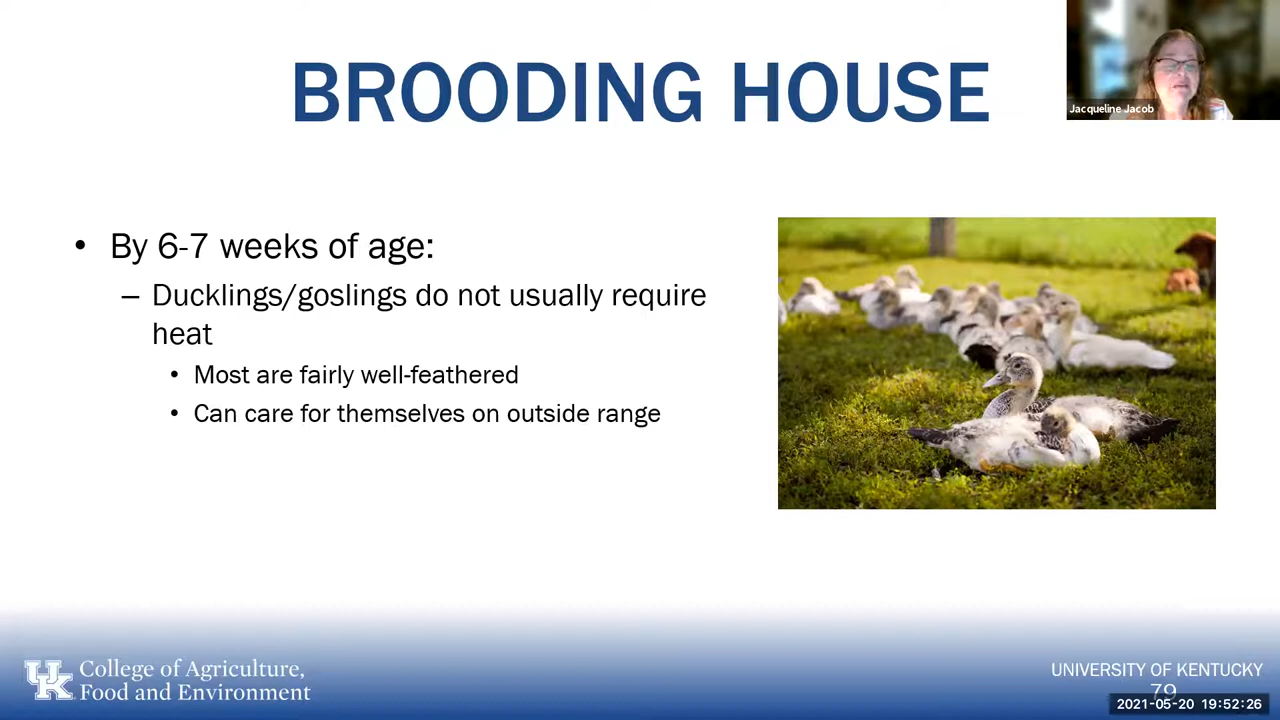 BROODING HOUSE
Jacqueline Jacob
• By 6-7 weeks of age:
– Ducklings/goslings do not usually require
heat
• Most are fairly well-feathered
• Can care for themselves on outside range
UK College of Agriculture,
Food and Environment
UNIVERSITY OF KENTUCKY
79
2021-05-20 19:52:26